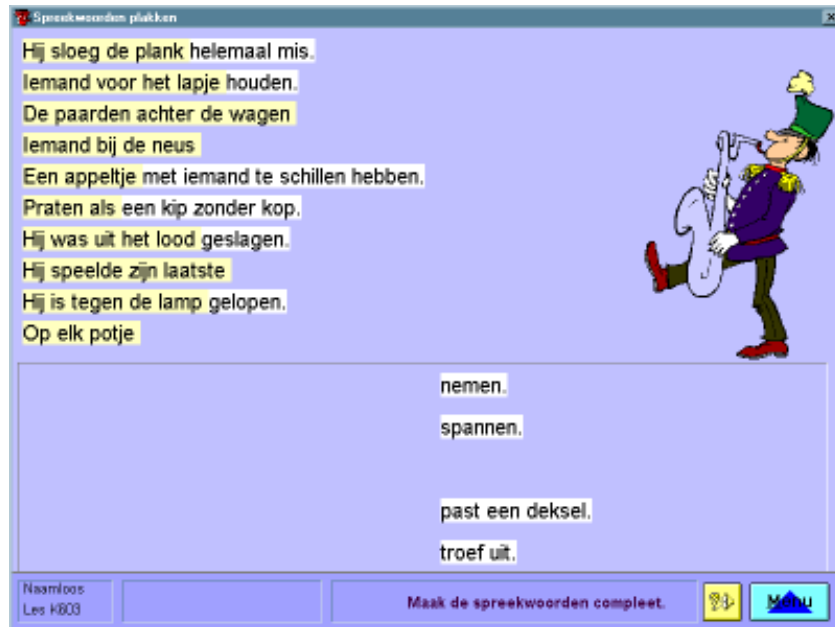 Spreekwoorden plakken
Hij sloeg de plank helemaal mis.
Iemand voor het lapje houden.
De paarden achter de wagen
Iemand bij de neus
Een appeltje met iemand te schillen hebben.
Praten als een kip zonder kop.
Hij was uit het lood geslagen.
Hij speelde zijn laatste
Hij is tegen de lamp gelopen.
Op elk potje
nemen.
spannen.
past een deksel.
troef uit.
Naamloos
Les K603
Maak de spreekwoorden compleet.
Menu